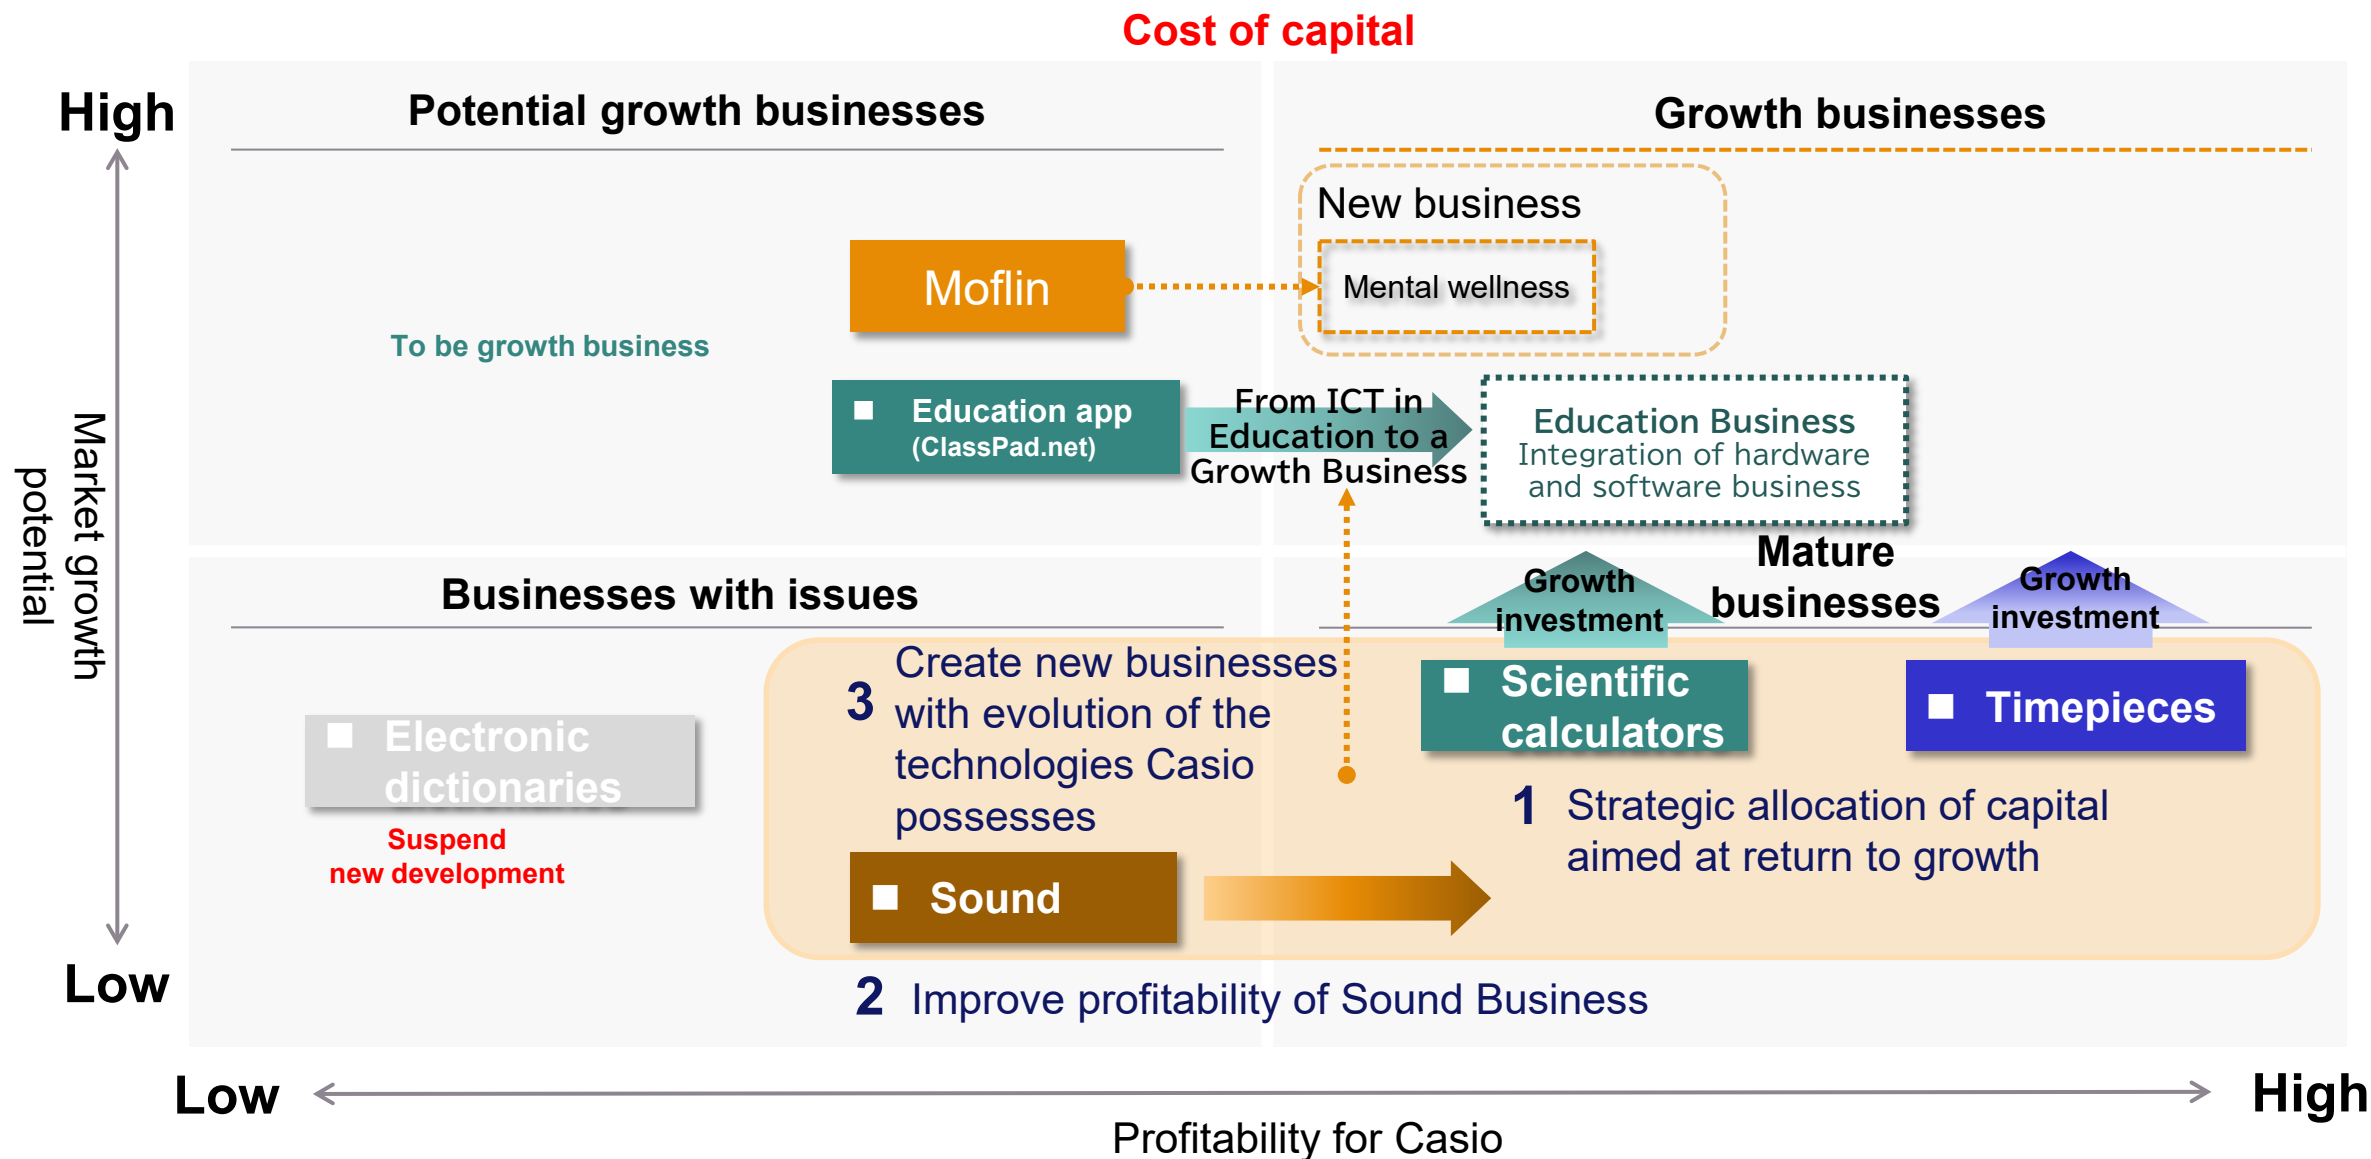 Cost of capital
High
Potential growth businesses
Growth businesses
New business
Moflin
Mental wellness
To be growth business
Education app
(ClassPad.net)
From ICT in
Education to a
Growth Business
Education Business
Integration of hardware
and software business
Market growth
potential
Businesses with issues
Mature
businesses
Growth
investment
Growth
investment
3
Create new businesses
with evolution of the
technologies Casio
possesses
Scientific
calculators
Timepieces
Electronic
dictionaries
Suspend
new development
1
Strategic allocation of capital
aimed at return to growth
Sound
2 Improve profitability of Sound Business
Low
Low
High
Profitability for Casio